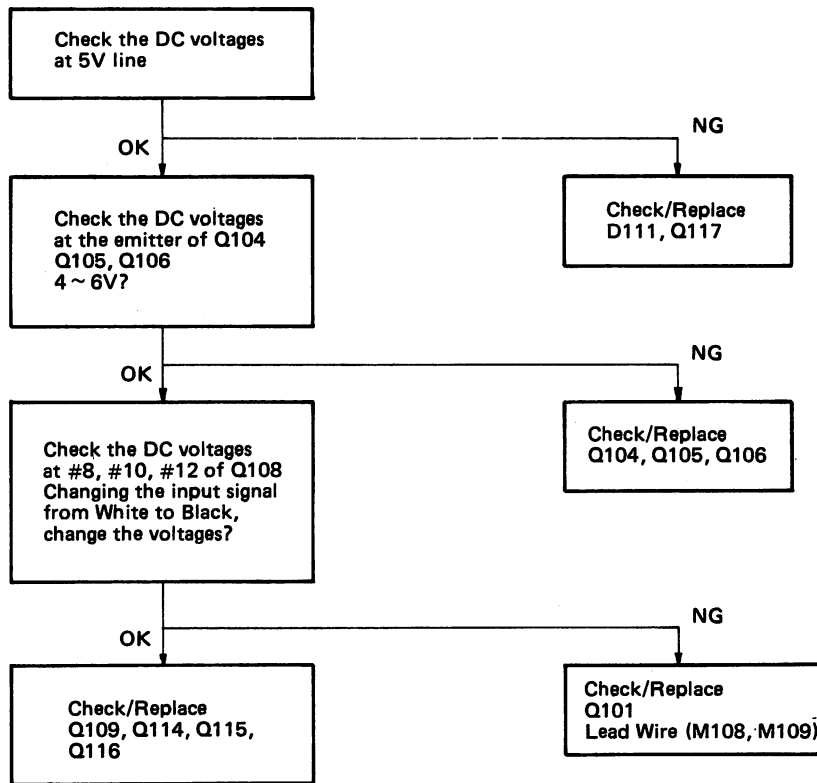 Check the DC voltages
at 5V line
OK
NG
Check the DC voltages
at the emitter of Q104
Q105, Q106
4 ~ 6V?
Check/Replace
D111, Q117
OK
NG
Check the DC voltages
at #8, #10, #12 of Q108
Changing the input signal
from White to Black,
change the voltages?
Check/Replace
Q104, Q105, Q106
OK
NG
Check/Replace
Q109, Q114, Q115,
Q116
Check/Replace
Q101
Lead Wire (M108, M109)